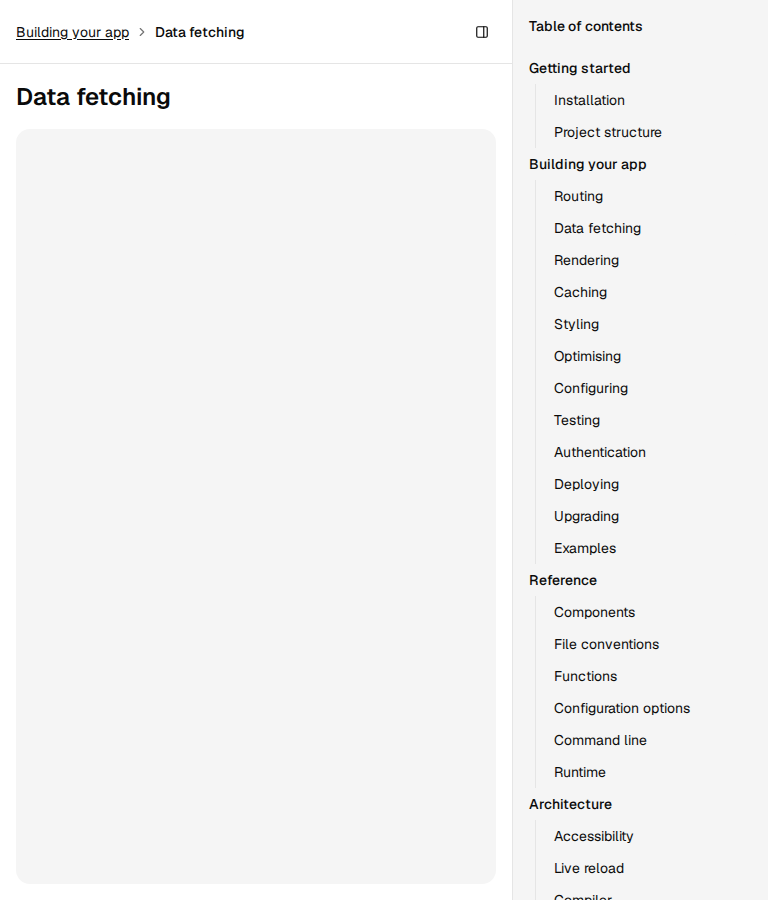 Building your app > Data fetching
Data fetching
Table of contents
Getting started
Installation
Project structure
Building your app
Routing
Data fetching
Rendering
Caching
Styling
Optimising
Configuring
Testing
Authentication
Deploying
Upgrading
Examples
Reference
Components
File conventions
Functions
Configuration options
Command line
Runtime
Architecture
Accessibility
Live reload
Compiler